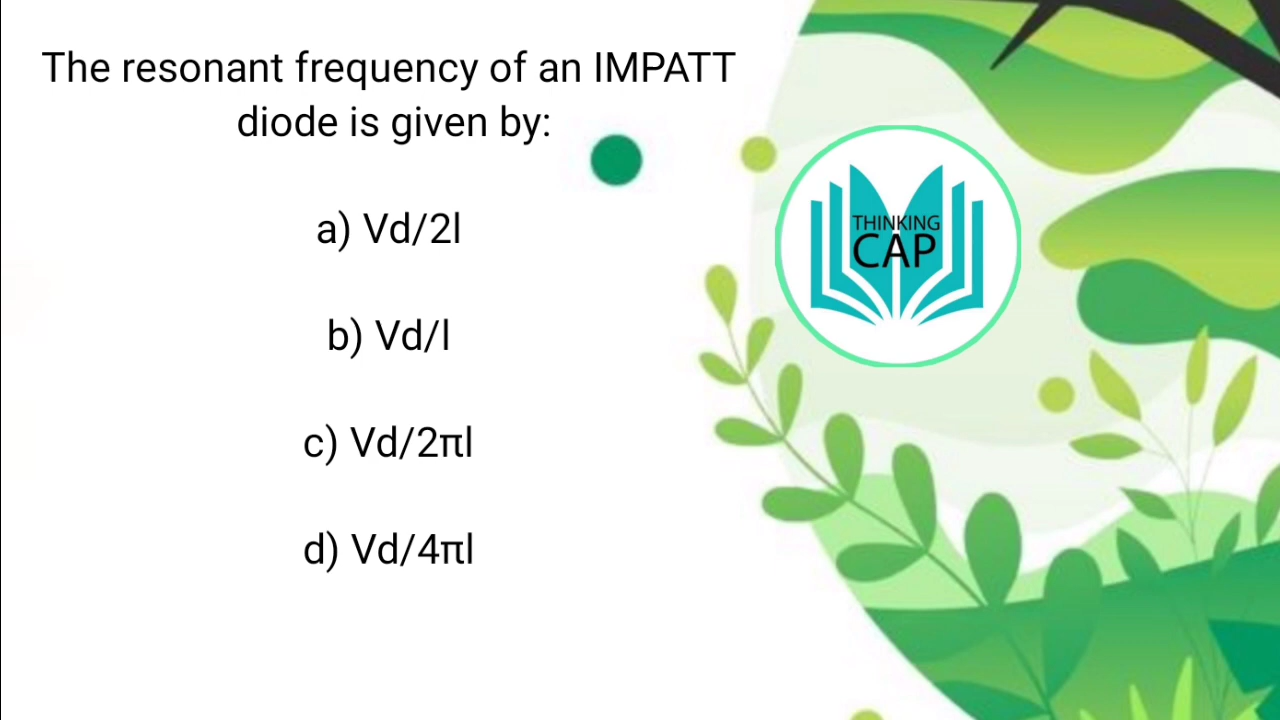 The resonant frequency of an IMPATT
diode is given by:
a) Vd/2l
b) Vd/l
c) Vd/2πl
d) Vd/4πl
THINKING
CAP